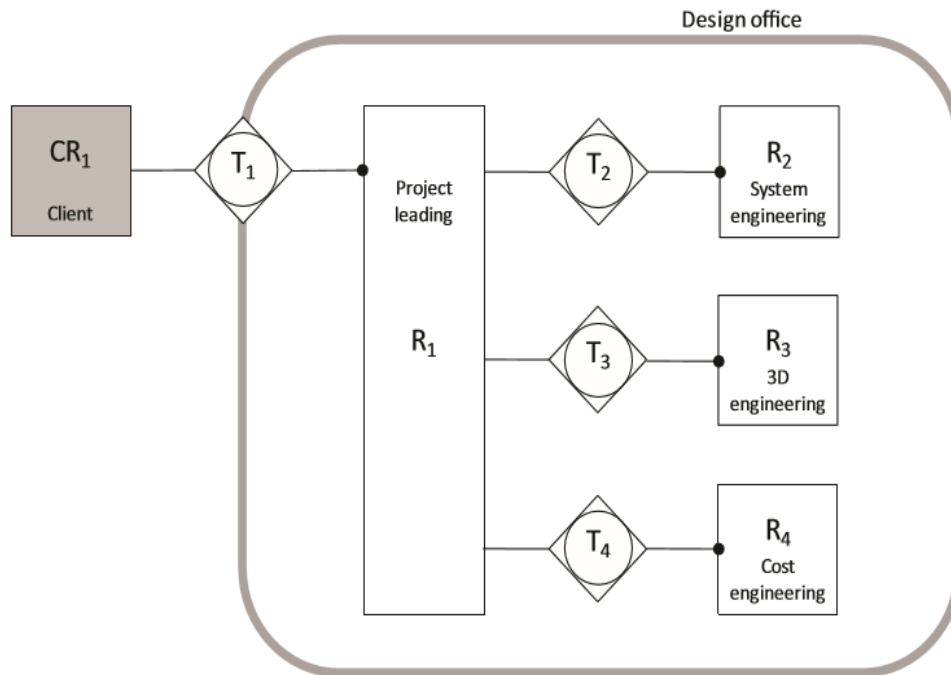 Design office
CR₁
Client
T₁
Project
leading
R₁
T₂
R₂
System
engineering
T₃
R₃
3D
engineering
T₄
R₄
Cost
engineering